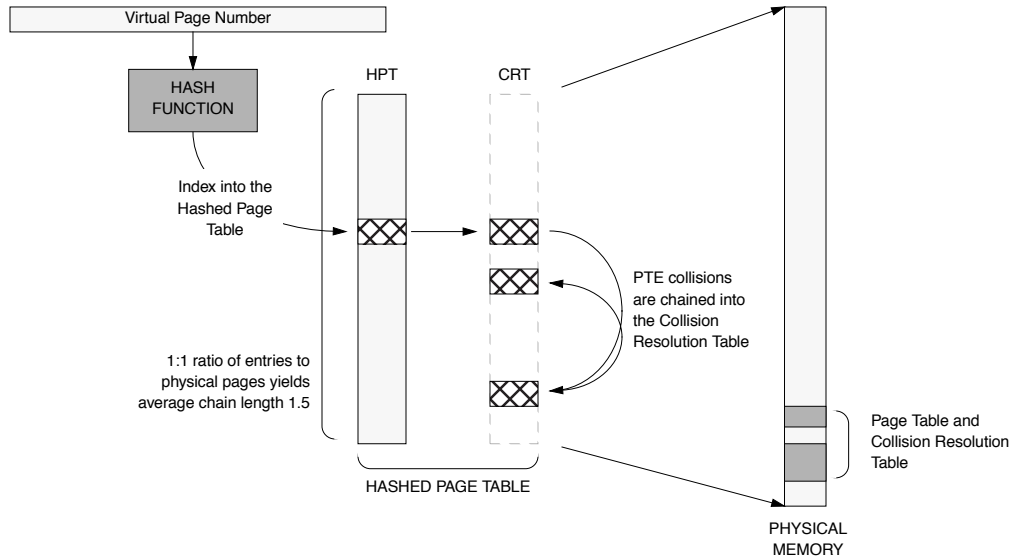 Virtual Page Number
HASH
FUNCTION
HPT
CRT
Index into the
Hashed Page
Table
PTE collisions
are chained into
the Collision
Resolution Table
1:1 ratio of entries to
physical pages yields
average chain length 1.5
Page Table and
Collision Resolution
Table
HASHED PAGE TABLE
PHYSICAL
MEMORY